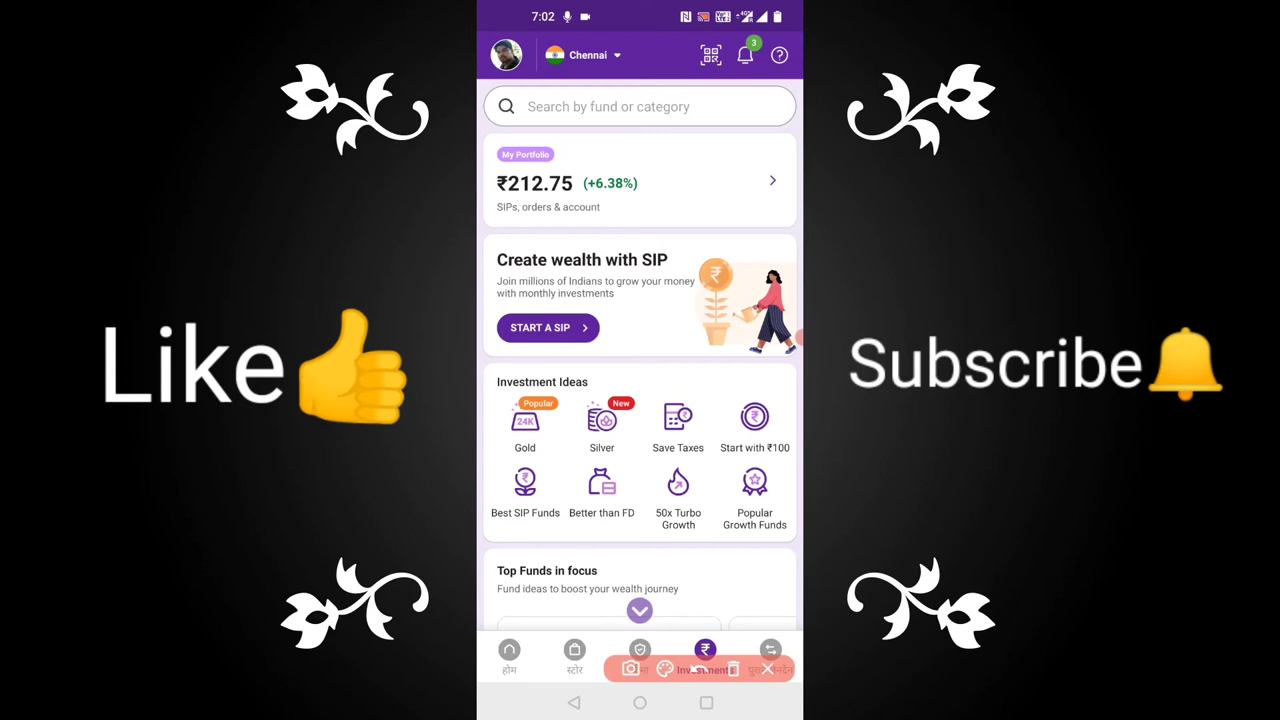 7:02
Chennai
3
Search by fund or category
My Portfolio
₹212.75 (+6.38%)
SIPs, orders & account
Create wealth with SIP
Join millions of Indians to grow your money
with monthly investments
START A SIP
Investment Ideas
Popular
New
24K
Gold
Silver
Save Taxes
Start with ₹100
Best SIP Funds
Better than FD
50x Turbo
Growth
Popular
Growth Funds
Top Funds in focus
Fund ideas to boost your wealth journey
होम
स्टोर
Investments
Like
Subscribe